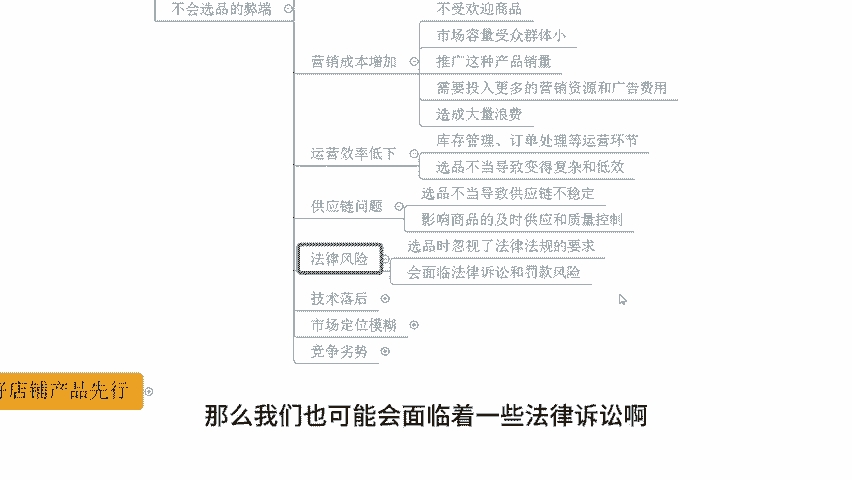 不会选品的弊端
不受欢迎商品
市场容量受众群体小
营销成本增加
推广这种产品销量
需要投入更多的营销资源和广告费用
造成大量浪费
库存管理、订单处理等运营环节
运营效率低下
选品不当导致变得复杂和低效
选品不当导致供应链不稳定
供应链问题
影响商品的及时供应和质量控制
选品时忽视了法律法规的要求
法律风险
会面临法律诉讼和罚款风险
技术落后
市场定位模糊
竞争劣势
店铺产品先行
那么我们也可能会面临着一些法律诉讼啊